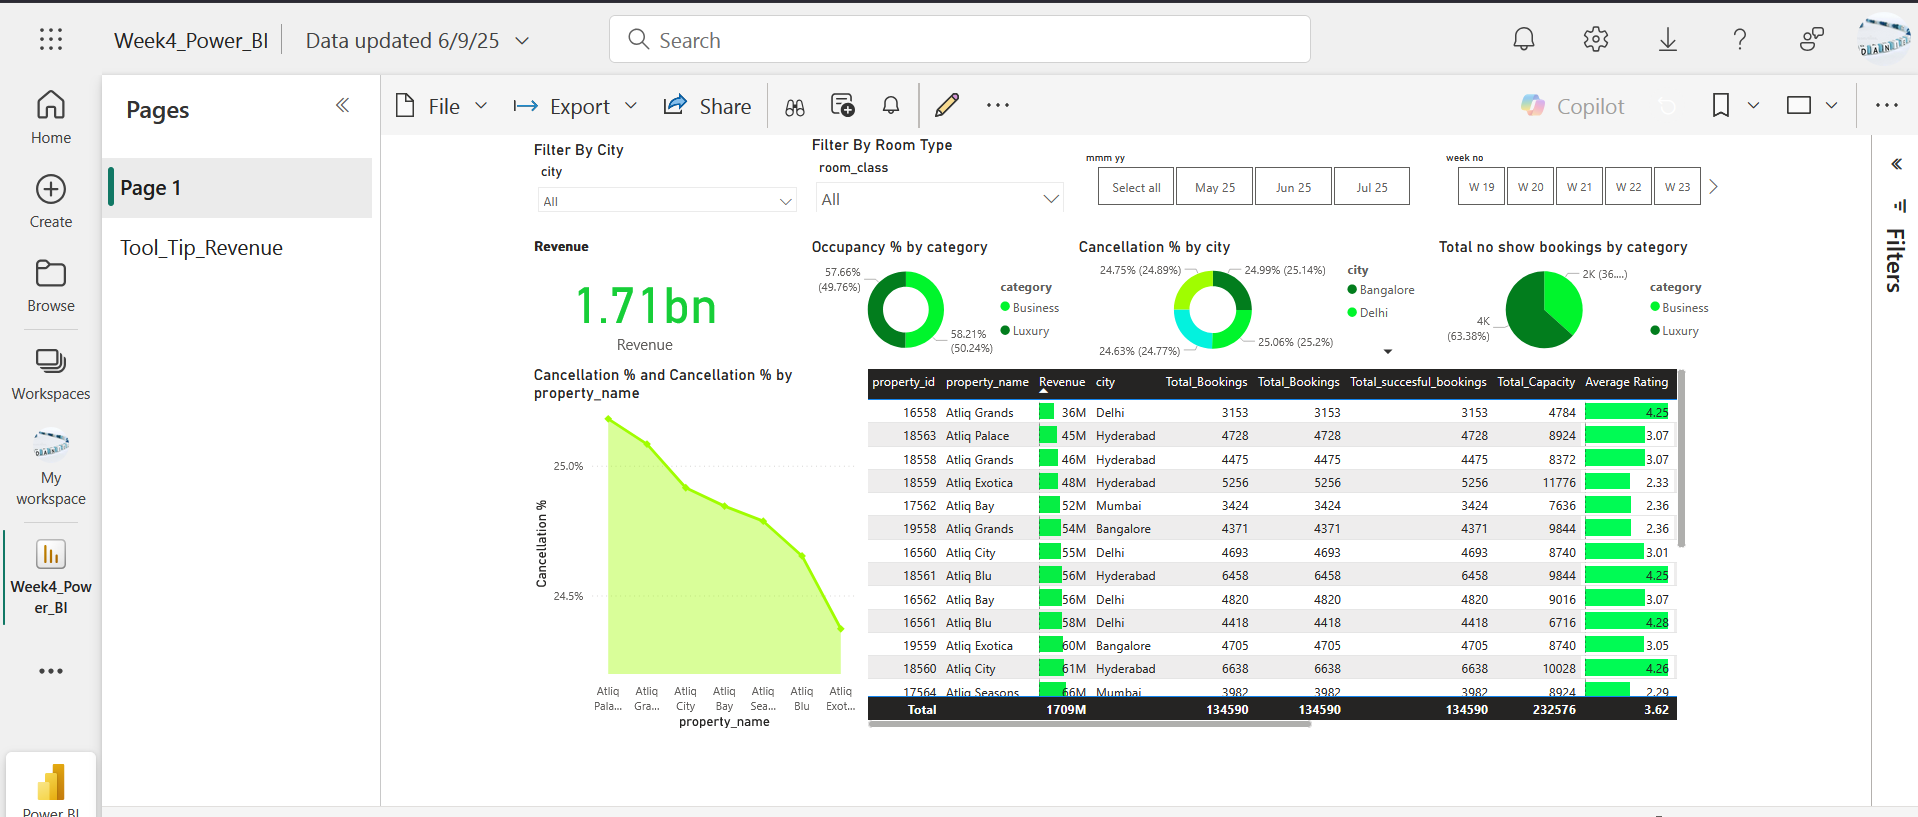 Week4_Power_BI
Data updated 6/9/25
Search
Home
Create
Browse
Workspaces
My
workspace
Week4_Pow
er_BI
Power BI
Pages
Page 1
Tool_Tip_Revenue
File
Export
Share
Copilot
Filters
Filter By City
city
All
Filter By Room Type
room_class
All
mmm yy
Select all
May 25
Jun 25
Jul 25
week no
W 19
W 20
W 21
W 22
W 23
Revenue
1.71bn
Revenue
Occupancy % by category
57.66%
(49.76%)
58.21%
(50.24%)
category
Business
Luxury
Cancellation % by city
24.75% (24.89%)
24.99% (25.14%)
24.63% (24.77%)
25.06% (25.2%)
city
Bangalore
Delhi
Total no show bookings by category
2K (36....)
4K
(63.38%)
category
Business
Luxury
Cancellation % and Cancellation % by
property_name
Cancellation %
25.0%
24.5%
Atliq Pala...
Atliq Gra...
Atliq City
Atliq Bay
Atliq Sea...
Atliq Blu
Atliq Exot...
property_name
property_id property_name Revenue city Total_Bookings Total_Bookings Total_succesful_bookings Total_Capacity Average Rating
16558 Atliq Grands 36M Delhi 3153 3153 3153 4784 4.25
18563 Atliq Palace 45M Hyderabad 4728 4728 4728 8924 3.07
18558 Atliq Grands 46M Hyderabad 4475 4475 4475 8372 3.07
18559 Atliq Exotica 48M Hyderabad 5256 5256 5256 11776 2.33
17562 Atliq Bay 52M Mumbai 3424 3424 3424 7636 2.36
19558 Atliq Grands 54M Bangalore 4371 4371 4371 9844 2.36
16560 Atliq City 55M Delhi 4693 4693 4693 8740 3.01
18561 Atliq Blu 56M Hyderabad 6458 6458 6458 9844 4.25
16562 Atliq Bay 56M Delhi 4820 4820 4820 9016 3.07
16561 Atliq Blu 58M Delhi 4418 4418 4418 6716 4.28
19559 Atliq Exotica 60M Bangalore 4705 4705 4705 8740 3.05
18560 Atliq City 61M Hyderabad 6638 6638 6638 10028 4.26
17564 Atliq Seasons 66M Mumbai 3982 3982 3982 8924 2.29
Total 1709M 134590 134590 134590 232576 3.62